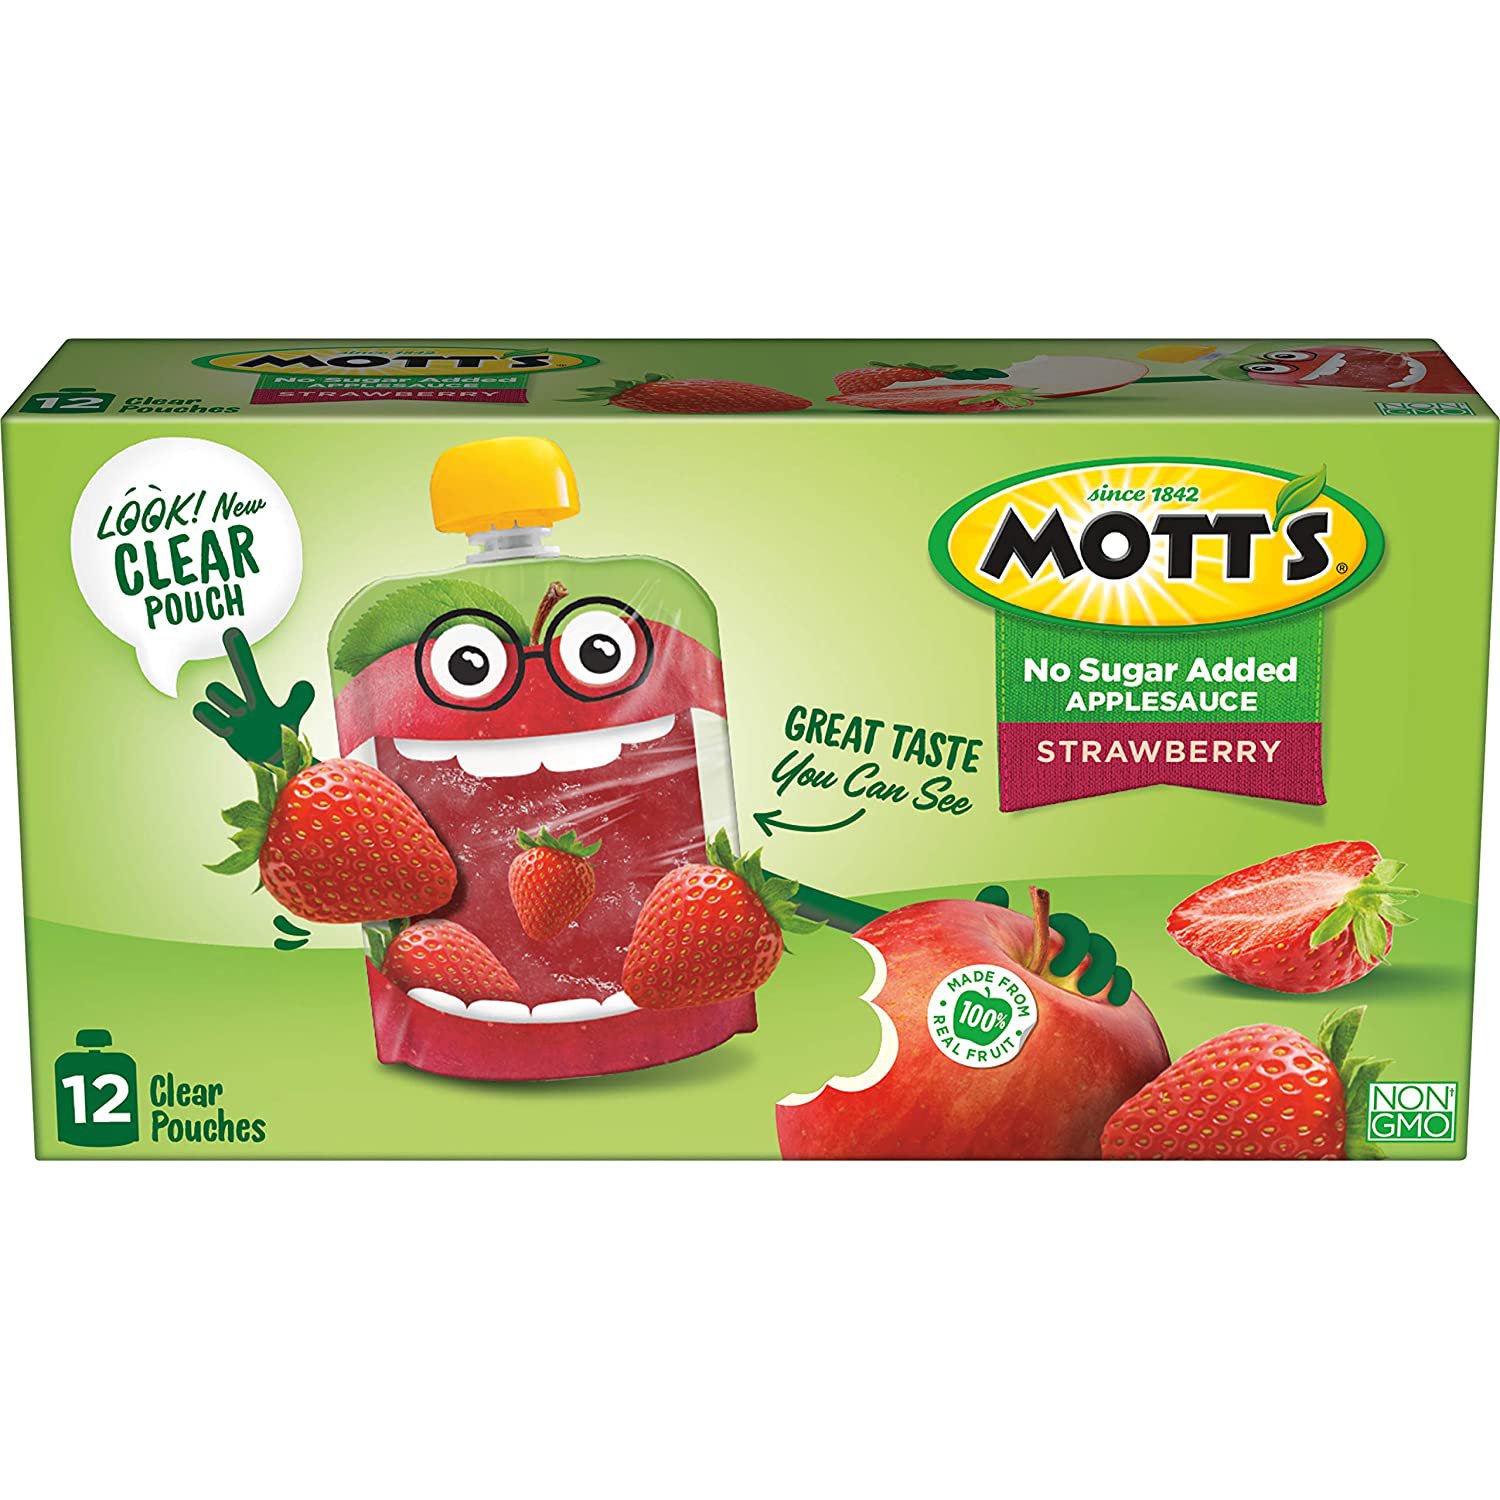 since 1842
MOTT'S®
No Sugar Added
APPLESAUCE
STRAWBERRY
12 Clear
Pouches
NON
GMO
LOOK! New
CLEAR
POUCH
since 1842
MOTT'S®
No Sugar Added
APPLESAUCE
STRAWBERRY
GREAT TASTE
You Can See
MADE FROM
100%
REAL FRUIT
12 Clear
Pouches
NON†
GMO